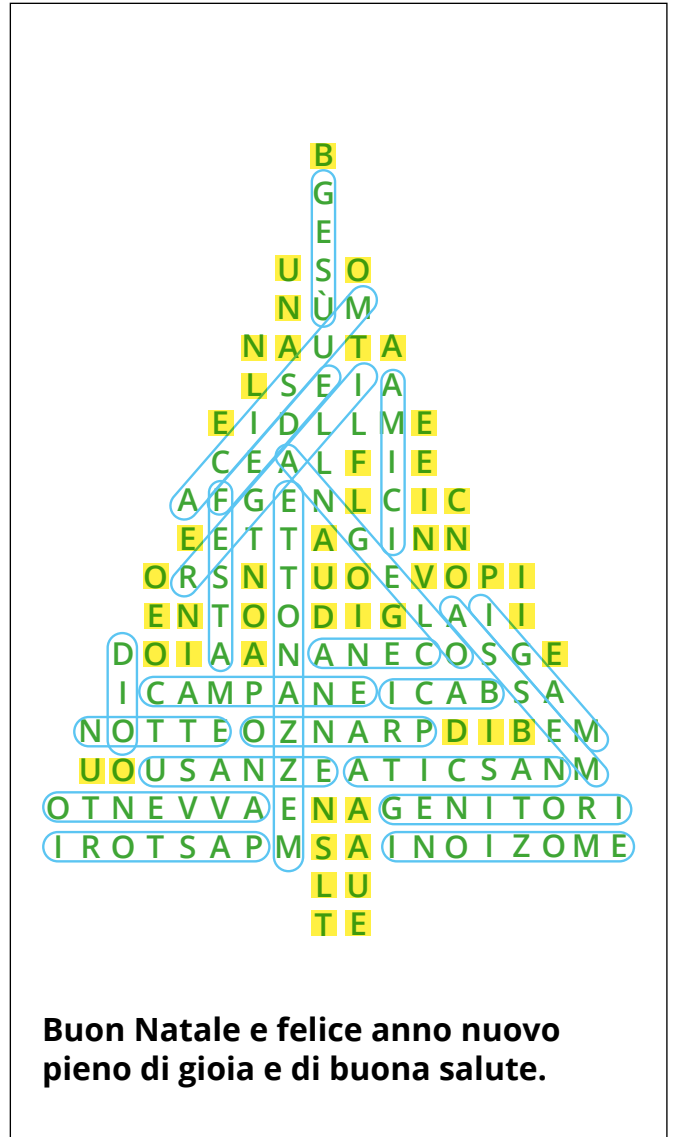 B
G
E
U S O
N Ù M
N A U T A
L S E I A
E I D L L M E
C E A L F I E
A F G E N L C I C
E E T T A G I N N
O R S N T U O E V O P I
E N T O O D I G L A I I
D O I A A N A N E C O S G E
I C A M P A N E I C A B S A
N O T T E O Z N A R P D I B E M
U O U S A N Z E A T I C S A N M
O T N E V V A E N A G E N I T O R I
I R O T S A P M S A I N O I Z O M E
L U
T E
Buon Natale e felice anno nuovo
pieno di gioia e di buona salute.